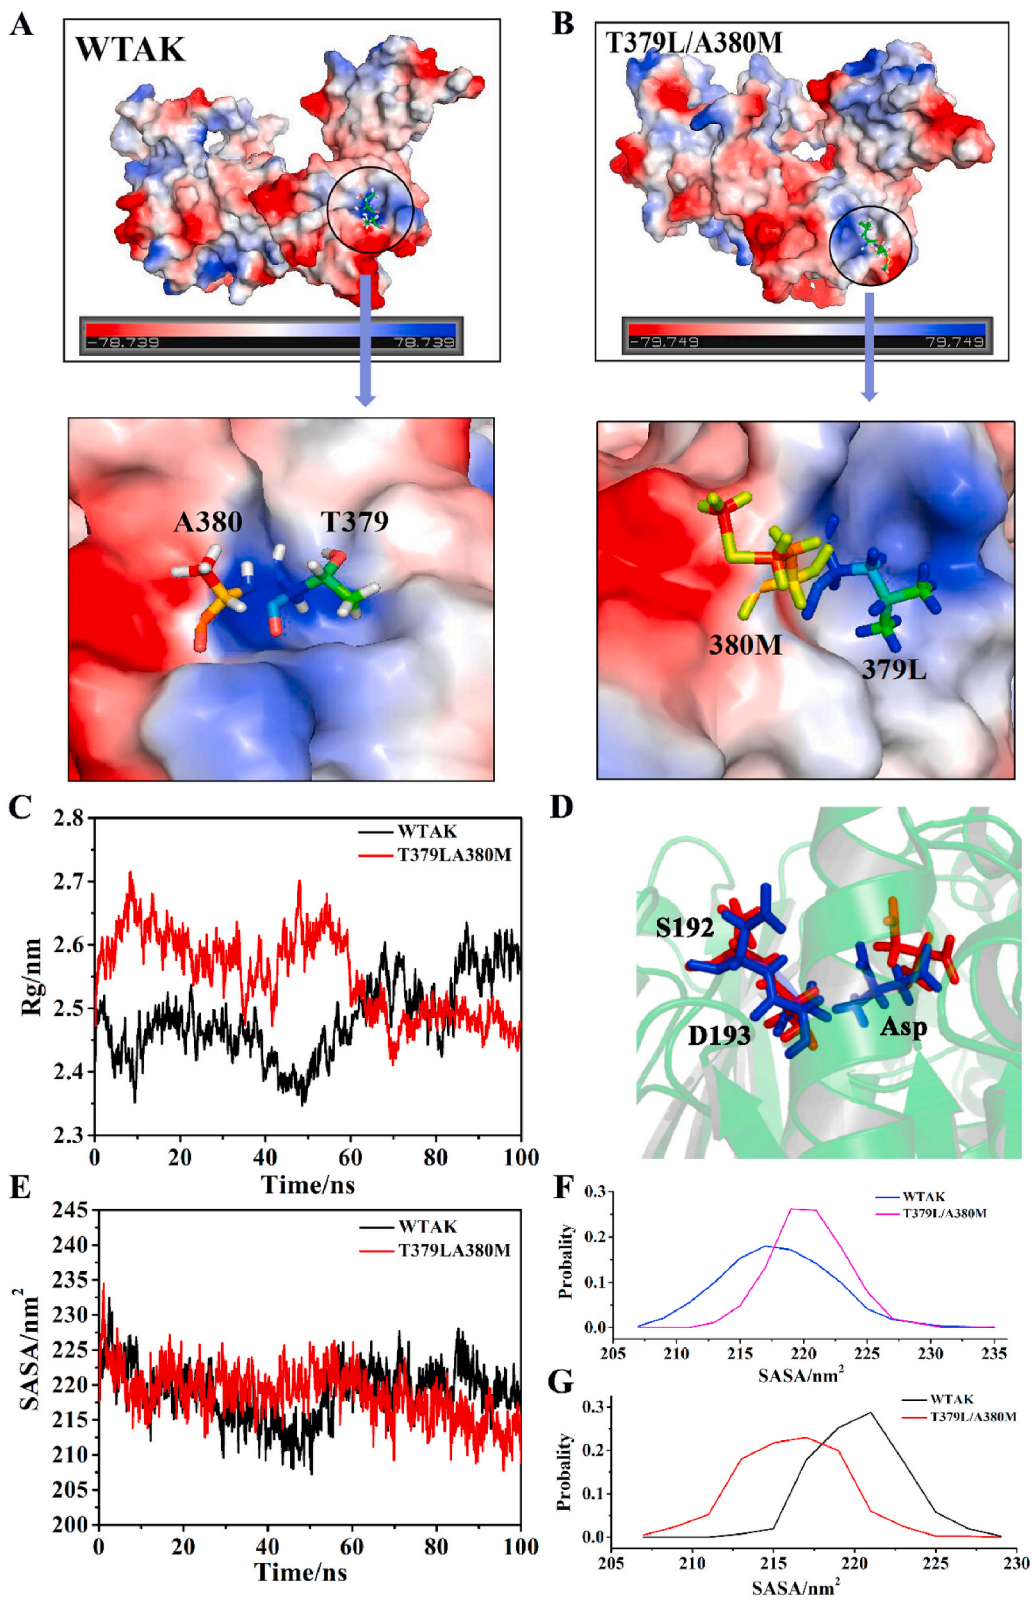 A
WTAK
-78.739 78.739
B
T379L/A380M
-79.749 79.749
A380 T379
380M
379L
C
2.8
2.7
2.6
2.5
2.4
2.3
Rg/nm
WTAK
T379LA380M
0 20 40 60 80 100
Time/ns
D
S192
D193
Asp
E
245
240
235
230
225
220
215
210
205
200
SASA/nm²
WTAK
T379LA380M
0 20 40 60 80 100
Time/ns
F
0.3
0.2
0.1
0.0
Probality
WTAK
T379L/A380M
205 210 215 220 225 230 235
SASA/nm²
G
0.3
0.2
0.1
0.0
Probality
WTAK
T379L/A380M
205 210 215 220 225 230
SASA/nm²